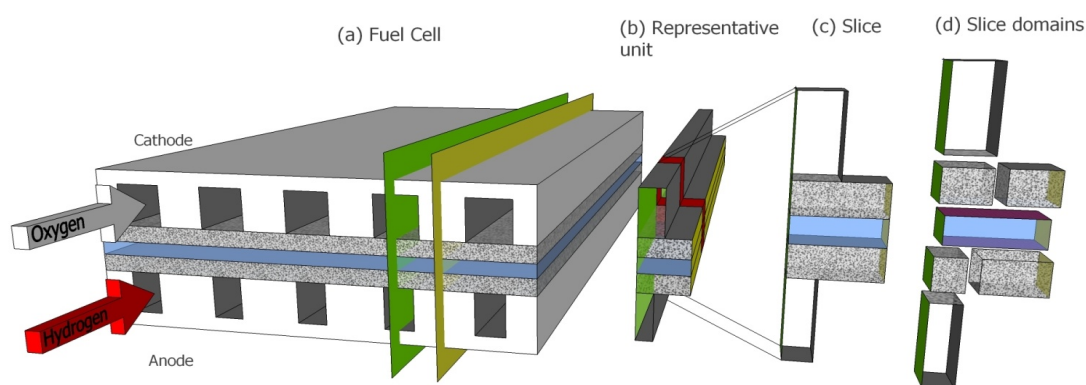 (a) Fuel Cell
(b) Representative
unit
(c) Slice
(d) Slice domains
Cathode
Oxygen
Hydrogen
Anode